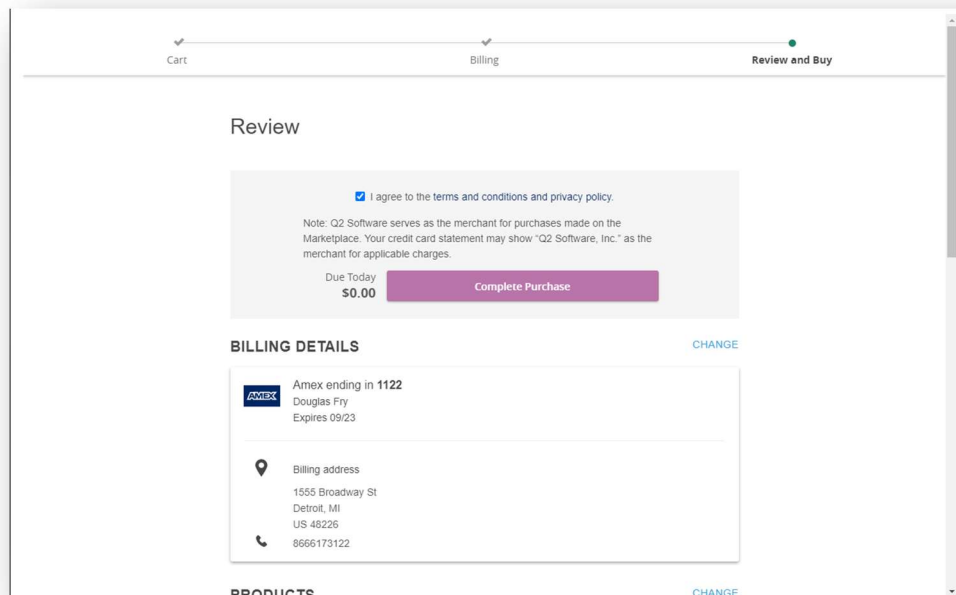 Cart
Billing
Review and Buy
Review
I agree to the terms and conditions and privacy policy.
Note: Q2 Software serves as the merchant for purchases made on the
Marketplace. Your credit card statement may show “Q2 Software, Inc.” as the
merchant for applicable charges.
Due Today
$0.00
Complete Purchase
BILLING DETAILS
CHANGE
AMEX
Amex ending in 1122
Douglas Fry
Expires 09/23
Billing address
1555 Broadway St
Detroit, MI
US 48226
8666173122
PRODUCTS
CHANGE